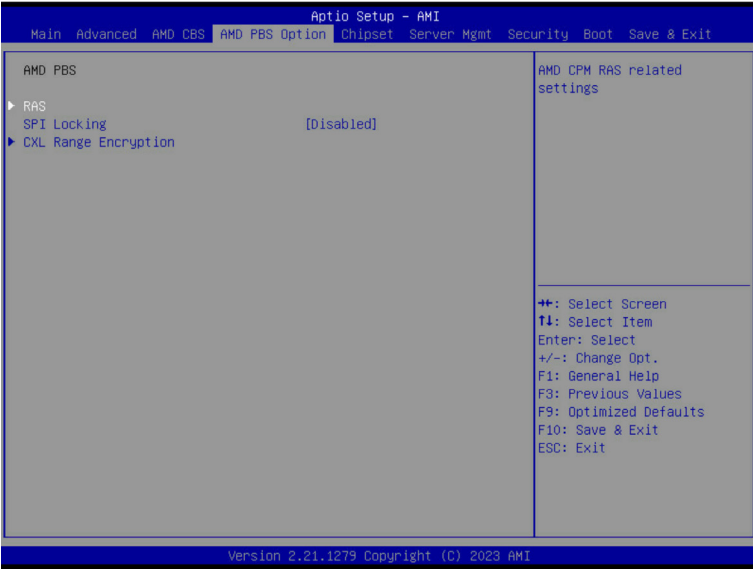 Aptio Setup – AMI
Main Advanced AMD CBS AMD PBS Option Chipset Server Mgmt Security Boot Save & Exit
AMD PBS
RAS
SPI Locking [Disabled]
CXL Range Encryption
AMD CPM RAS related
settings
→←: Select Screen
↑↓: Select Item
Enter: Select
+/-: Change Opt.
F1: General Help
F3: Previous Values
F9: Optimized Defaults
F10: Save & Exit
ESC: Exit
Version 2.21.1279 Copyright (C) 2023 AMI